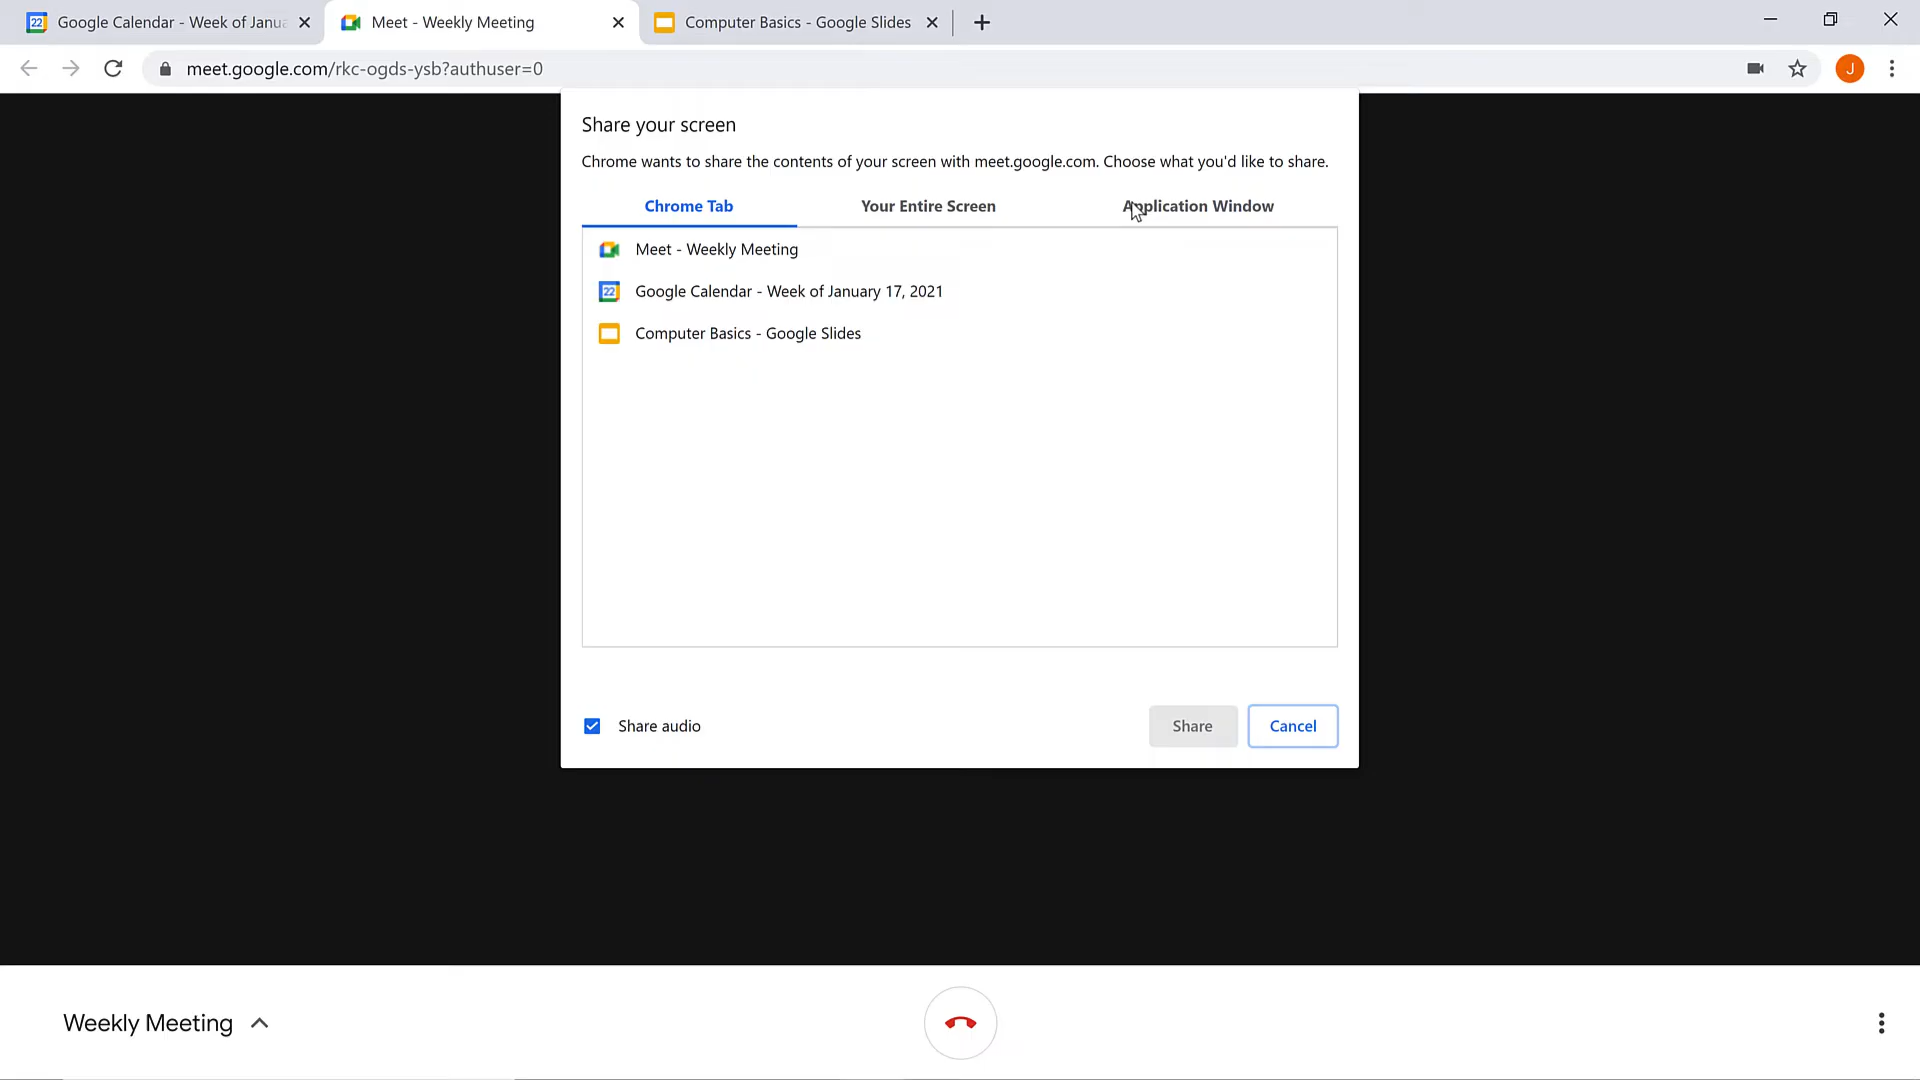 22 Google Calendar - Week of Janua
Meet - Weekly Meeting
Computer Basics - Google Slides
meet.google.com/rkc-ogds-ysb?authuser=0
J
Share your screen
Chrome wants to share the contents of your screen with meet.google.com. Choose what you'd like to share.
Chrome Tab
Your Entire Screen
Application Window
Meet - Weekly Meeting
22 Google Calendar - Week of January 17, 2021
Computer Basics - Google Slides
Share audio
Share
Cancel
Weekly Meeting